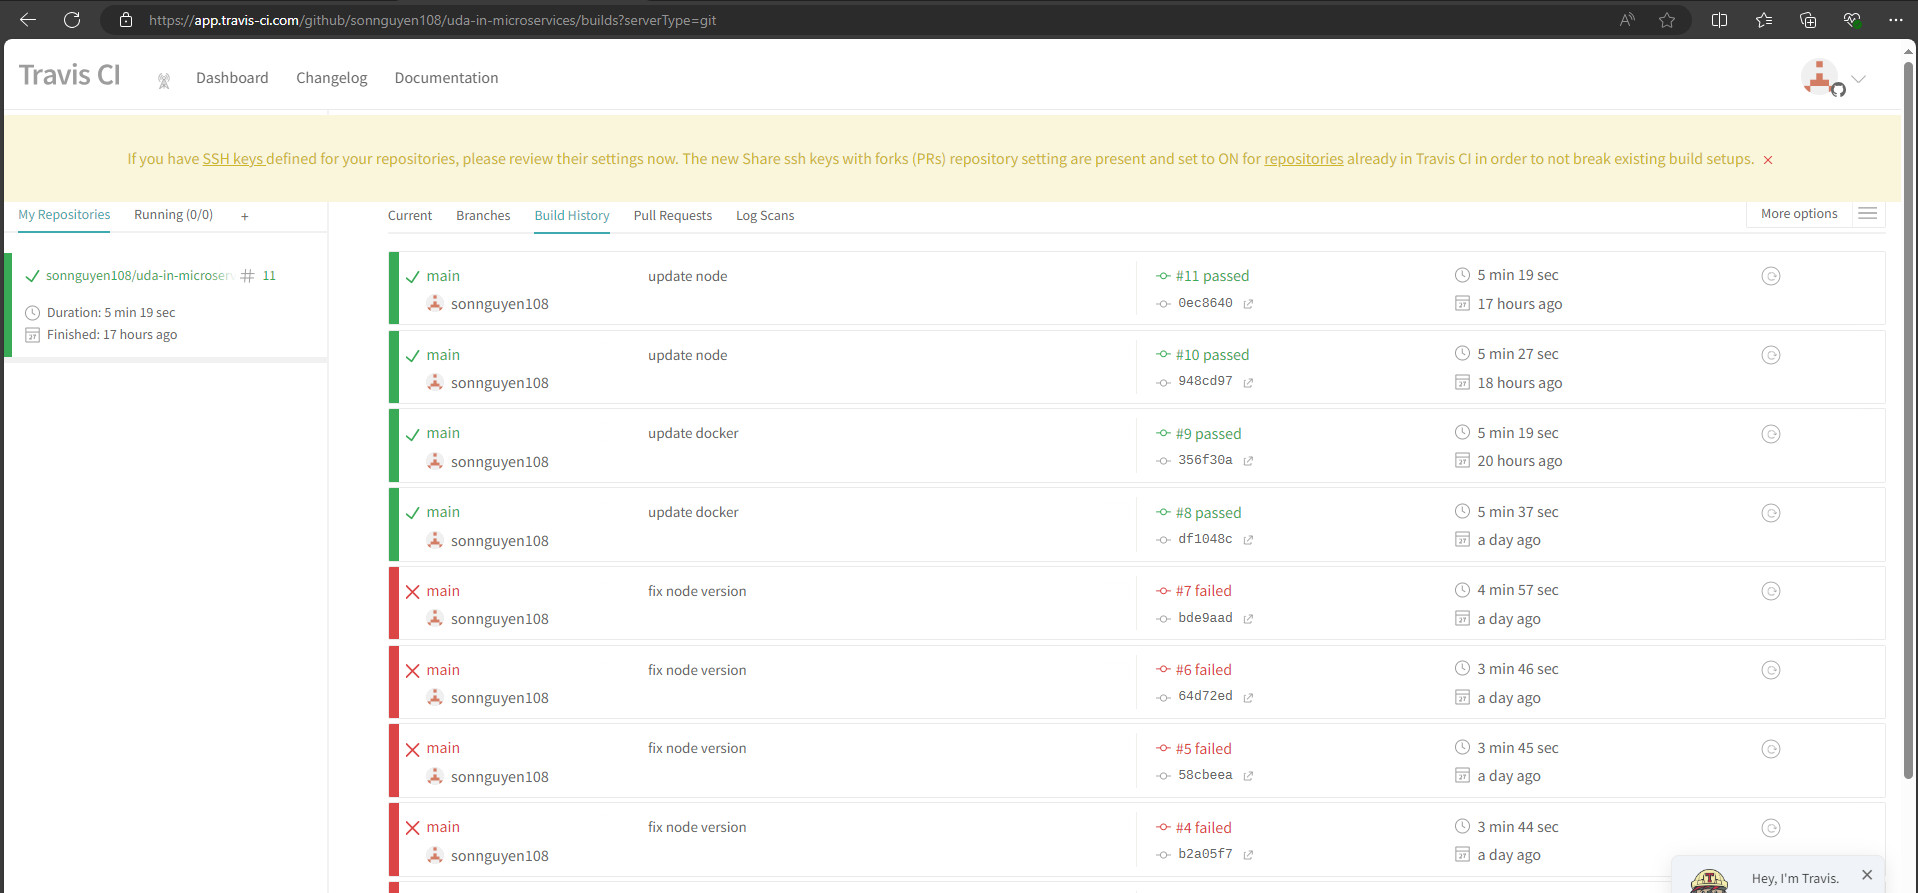 https://app.travis-ci.com/github/sonnguyen108/uda-in-microservices/builds?serverType=git
Travis CI
Dashboard
Changelog
Documentation
If you have SSH keys defined for your repositories, please review their settings now. The new Share ssh keys with forks (PRs) repository setting are present and set to ON for repositories already in Travis CI in order to not break existing build setups.
My Repositories
Running (0/0)
+
Current
Branches
Build History
Pull Requests
Log Scans
More options
sonnguyen108/uda-in-microser
# 11
Duration: 5 min 19 sec
Finished: 17 hours ago
main
update node
#11 passed
5 min 19 sec
sonnguyen108
0ec8640
17 hours ago
main
update node
#10 passed
5 min 27 sec
sonnguyen108
948cd97
18 hours ago
main
update docker
#9 passed
5 min 19 sec
sonnguyen108
356f30a
20 hours ago
main
update docker
#8 passed
5 min 37 sec
sonnguyen108
df1048c
a day ago
main
fix node version
#7 failed
4 min 57 sec
sonnguyen108
bde9aad
a day ago
main
fix node version
#6 failed
3 min 46 sec
sonnguyen108
64d72ed
a day ago
main
fix node version
#5 failed
3 min 45 sec
sonnguyen108
58cbeea
a day ago
main
fix node version
#4 failed
3 min 44 sec
sonnguyen108
b2a05f7
a day ago
Hey, I'm Travis.